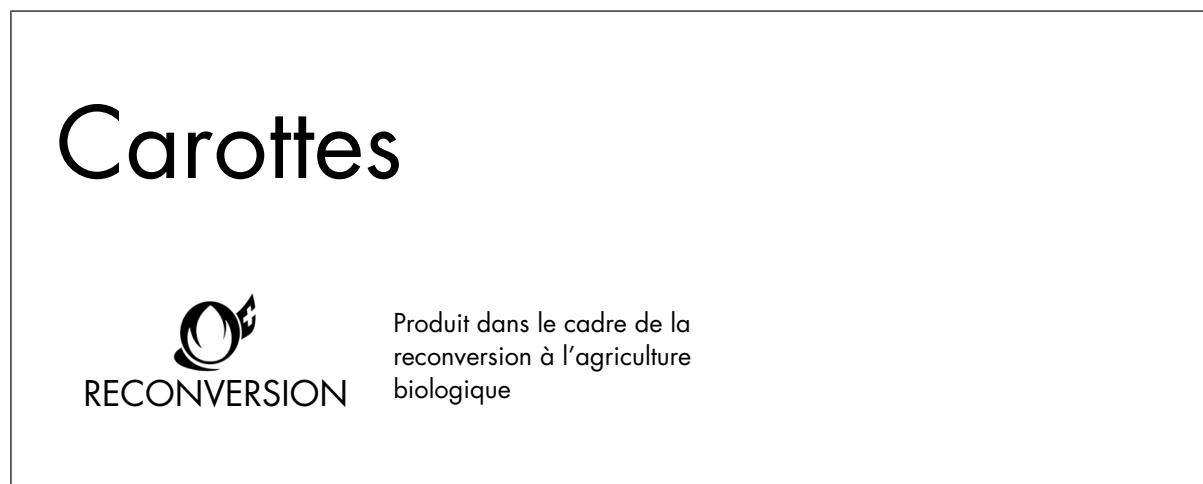 Carottes
Produit dans le cadre de la
reconversion à l’agriculture
biologique
RECONVERSION